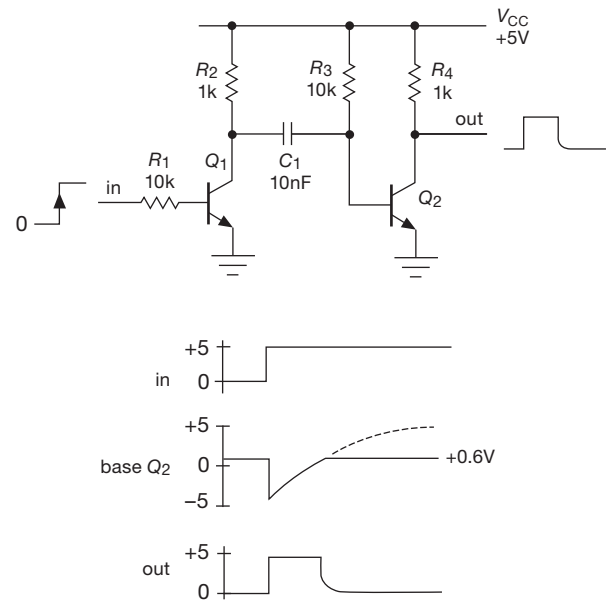 VCC
+5V
R2
1k
R3
10k
R4
1k
out
R1
10k
Q1
C1
10nF
Q2
in
0
+5
in
0
+5
base Q2
0
+0.6V
−5
+5
out
0